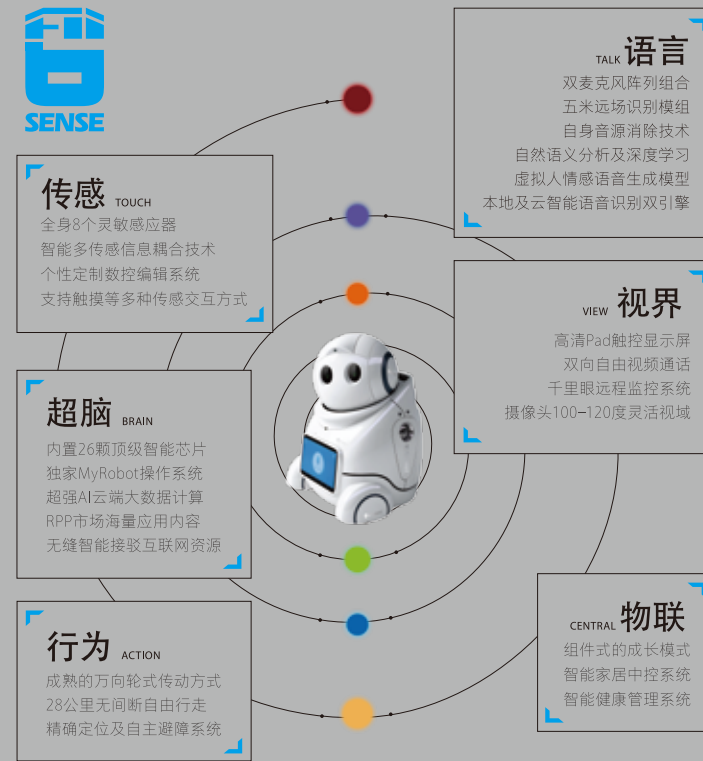 SENSE
TALK 语言
双麦克风阵列组合
五米远场识别模组
自身音源消除技术
自然语义分析及深度学习
虚拟人情感语音生成模型
本地及云智能语音识别双引擎
传感 TOUCH
全身8个灵敏感应器
智能多传感信息耦合技术
个性定制数控编辑系统
支持触摸等多种传感交互方式
VIEW 视界
高清Pad触控显示屏
双向自由视频通话
千里眼远程监控系统
摄像头100-120度灵活视域
超脑 BRAIN
内置26颗顶级智能芯片
独家MyRobot操作系统
超强AI云端大数据计算
RPP市场海量应用内容
无缝智能接驳互联网资源
行为 ACTION
成熟的万向轮式传动方式
28公里无间断自由行走
精确定位及自主避障系统
CENTRAL 物联
组件式的成长模式
智能家居中控系统
智能健康管理系统